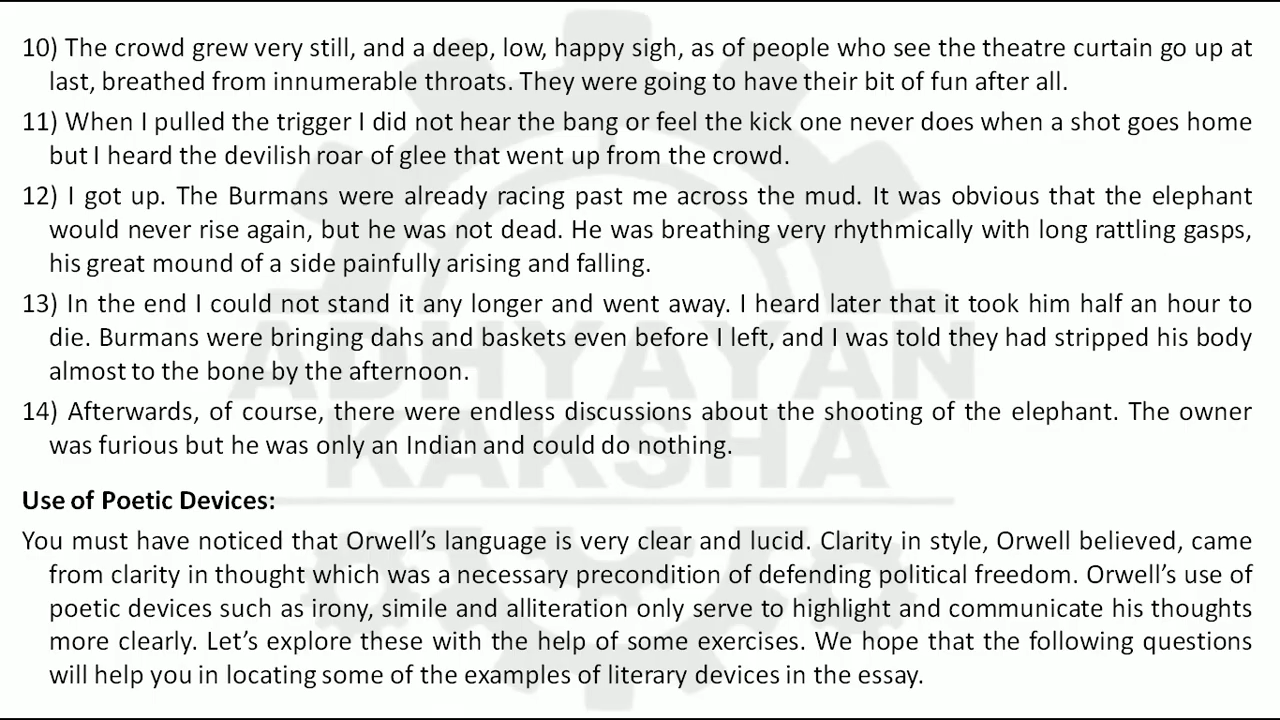 10) The crowd grew very still, and a deep, low, happy sigh, as of people who see the theatre curtain go up at
last, breathed from innumerable throats. They were going to have their bit of fun after all.
11) When I pulled the trigger I did not hear the bang or feel the kick one never does when a shot goes home
but I heard the devilish roar of glee that went up from the crowd.
12) I got up. The Burmans were already racing past me across the mud. It was obvious that the elephant
would never rise again, but he was not dead. He was breathing very rhythmically with long rattling gasps,
his great mound of a side painfully arising and falling.
13) In the end I could not stand it any longer and went away. I heard later that it took him half an hour to
die. Burmans were bringing dahs and baskets even before I left, and I was told they had stripped his body
almost to the bone by the afternoon.
14) Afterwards, of course, there were endless discussions about the shooting of the elephant. The owner
was furious but he was only an Indian and could do nothing.
Use of Poetic Devices:
You must have noticed that Orwell’s language is very clear and lucid. Clarity in style, Orwell believed, came
from clarity in thought which was a necessary precondition of defending political freedom. Orwell’s use of
poetic devices such as irony, simile and alliteration only serve to highlight and communicate his thoughts
more clearly. Let’s explore these with the help of some exercises. We hope that the following questions
will help you in locating some of the examples of literary devices in the essay.
ADHYAYAN
KAKSHA